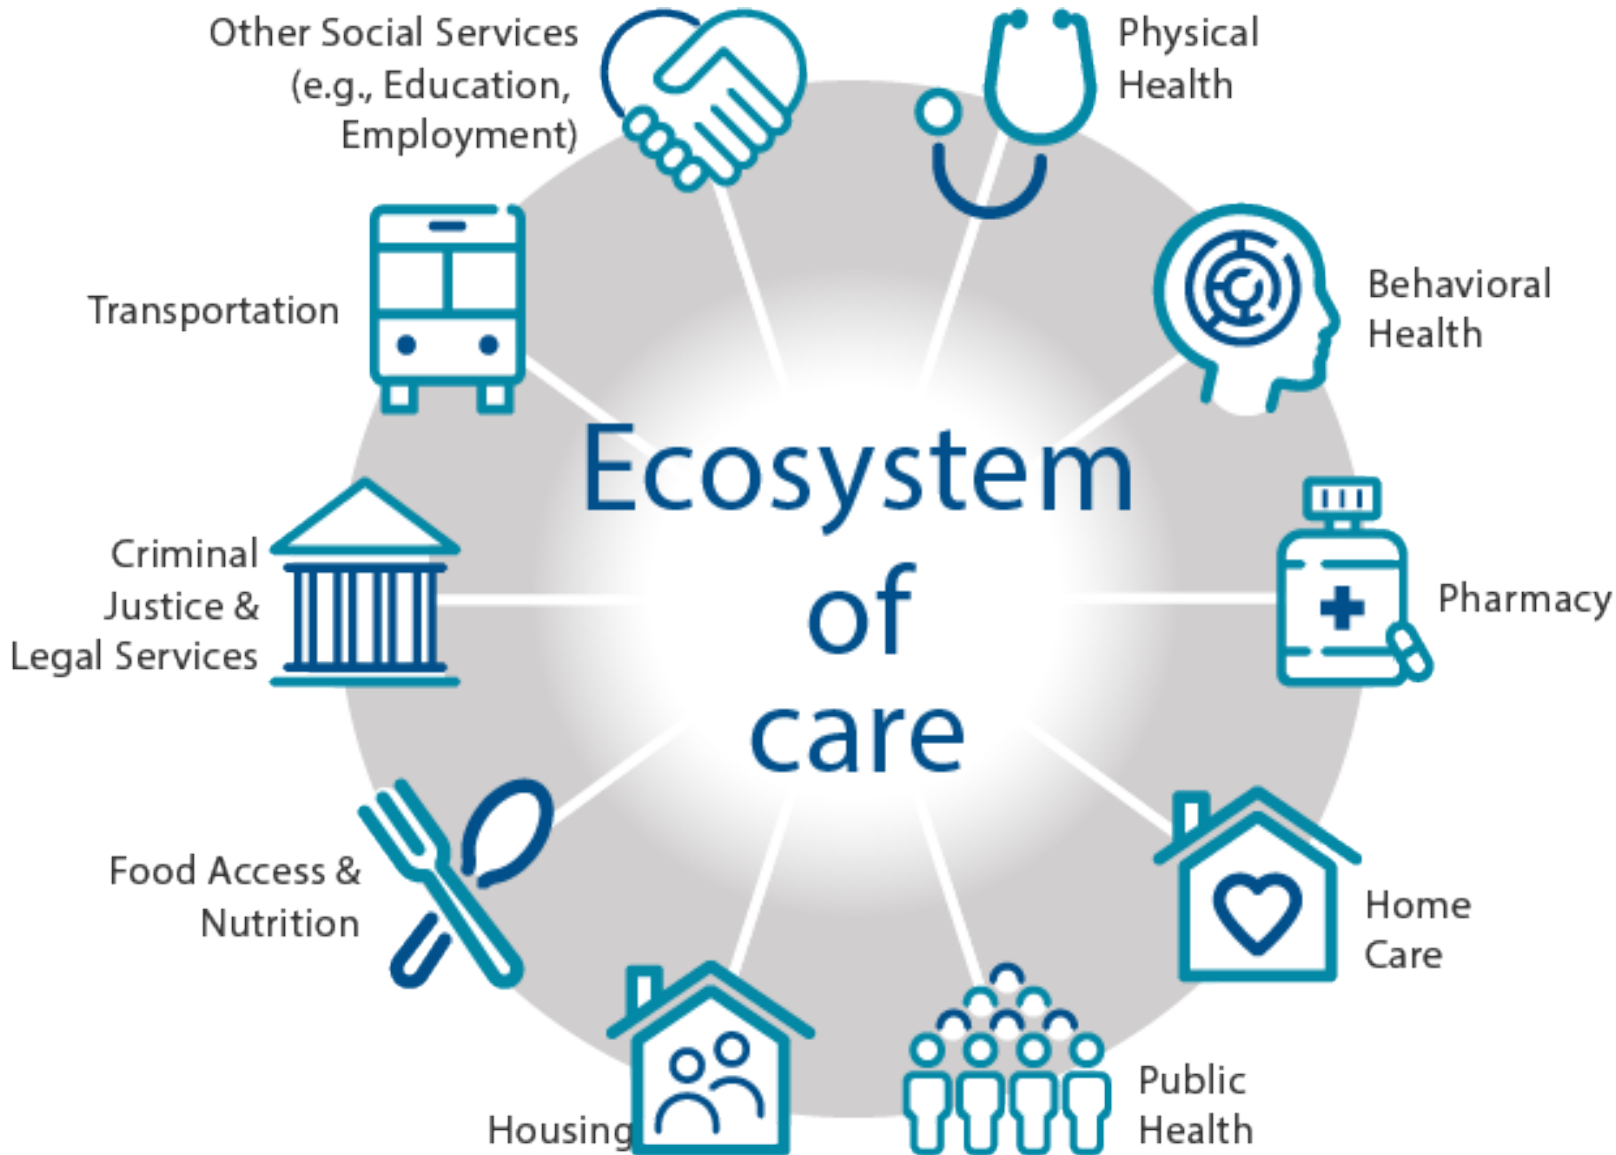 Other Social Services
(e.g., Education,
Employment)
Physical
Health
Transportation
Behavioral
Health
Ecosystem
of
care
Criminal
Justice &
Legal Services
Pharmacy
Food Access &
Nutrition
Home
Care
Housing
Public
Health